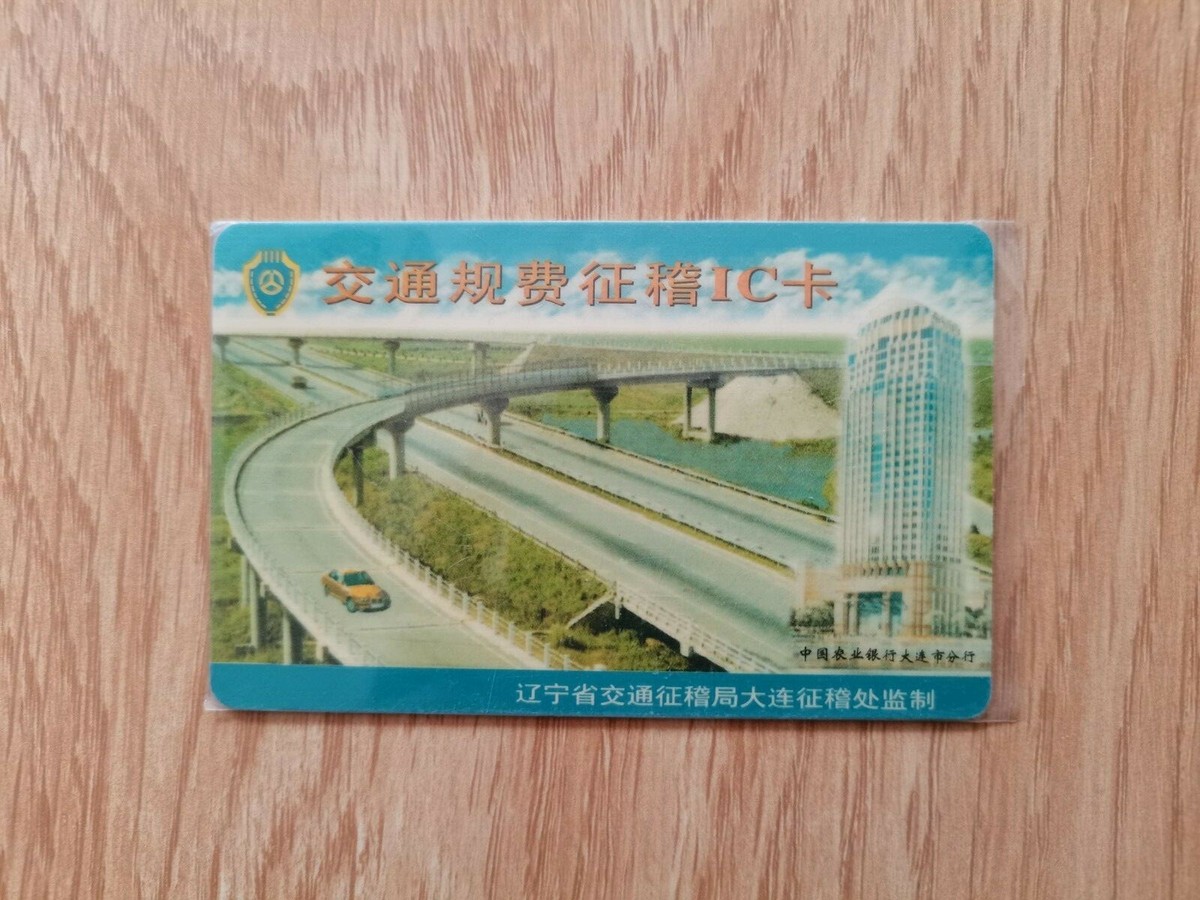 交通规费征稽IC卡
中国农业银行大连市分行
辽宁省交通征稽局大连征稽处监制